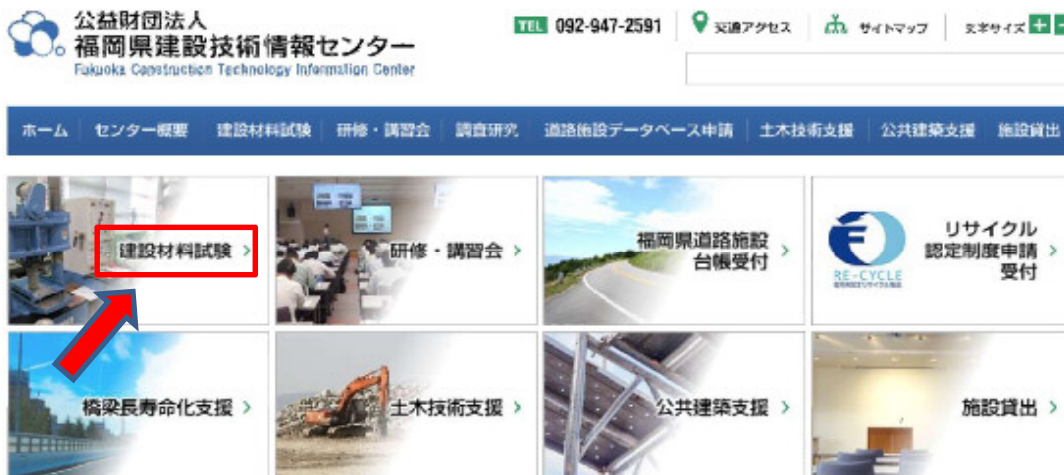 公益財団法人
福岡県建設技術情報センター
Fukuoka Construction Technology Information Center
TEL 092-947-2591
交通アクセス
サイトマップ
文字サイズ
ホーム
センター概要
建設材料試験
研修・講習会
調査研究
道路施設データベース申請
土木技術支援
公共建築支援
施設貸出
建設材料試験
研修・講習会
福岡県道路施設
台帳受付
RE-CYCLE
リサイクル
認定制度申請
受付
橋梁長寿命化支援
土木技術支援
公共建築支援
施設貸出